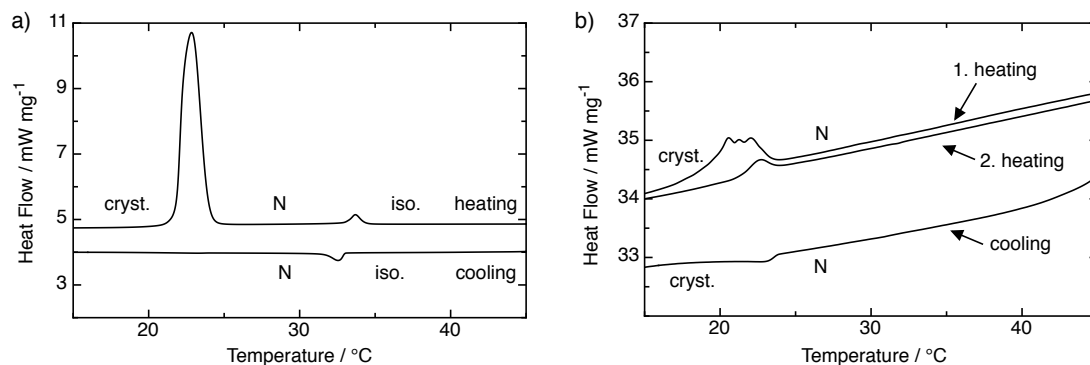 a)
11
9
7
5
3
Heat Flow / mW mg-1
cryst.
N
iso.
heating
N
iso.
cooling
20
30
40
Temperature / °C
b)
37
36
35
34
33
Heat Flow / mW mg-1
1. heating
N
cryst.
2. heating
N
cooling
cryst.
20
30
40
Temperature / °C